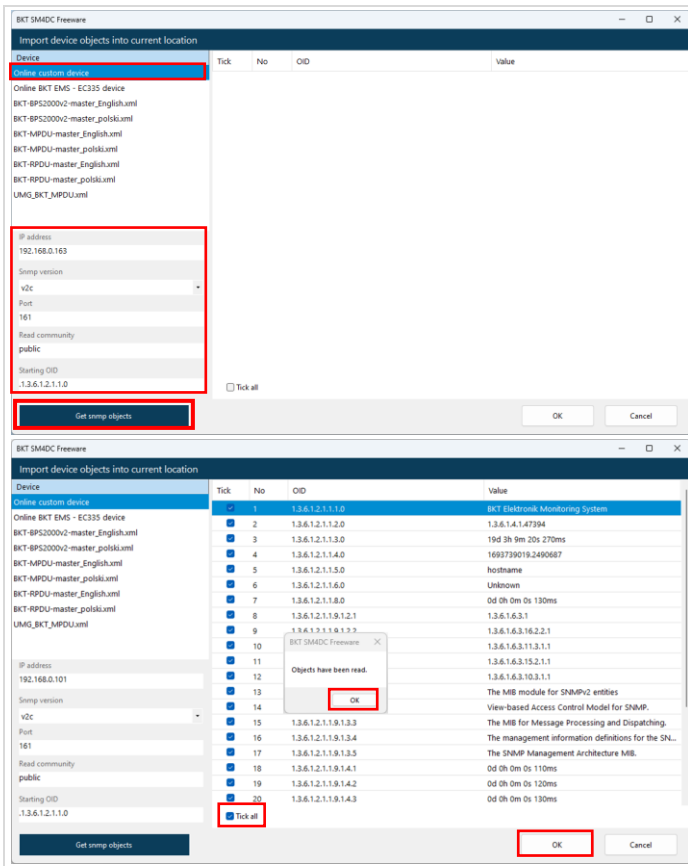 BKT SM4DC Freeware
Import device objects into current location
Device
Tick No OID Value
Online custom device
Online BKT EMS - EC335 device
BKT-BPS2000v2-master_English.xml
BKT-BPS2000v2-master_polski.xml
BKT-MPDU-master_English.xml
BKT-MPDU-master_polski.xml
BKT-RPDU-master_English.xml
BKT-RPDU-master_polski.xml
UMG_BKT_MPDU.xml
IP address
192.168.0.163
Snmp version
v2c
Port
161
Read community
public
Starting OID
.1.3.6.1.2.1.1.0
Tick all
Get snmp objects
OK Cancel
BKT SM4DC Freeware
Import device objects into current location
Device
Online custom device
Online BKT EMS - EC335 device
BKT-BPS2000v2-master_English.xml
BKT-BPS2000v2-master_polski.xml
BKT-MPDU-master_English.xml
BKT-MPDU-master_polski.xml
BKT-RPDU-master_English.xml
BKT-RPDU-master_polski.xml
UMG_BKT_MPDU.xml
IP address
192.168.0.101
Snmp version
v2c
Port
161
Read community
public
Starting OID
.1.3.6.1.2.1.1.0
Get snmp objects
Tick No OID Value
1 1.3.6.1.2.1.1.1.0 BKT Elektronik Monitoring System
2 1.3.6.1.2.1.1.2.0 1.3.6.1.4.1.47394
3 1.3.6.1.2.1.1.3.0 19d 3h 9m 20s 270ms
4 1.3.6.1.2.1.1.4.0 1693739019.2490687
5 1.3.6.1.2.1.1.5.0 hostname
6 1.3.6.1.2.1.1.6.0 Unknown
7 1.3.6.1.2.1.1.8.0 0d 0h 0m 0s 130ms
8 1.3.6.1.2.1.1.9.1.2.1 1.3.6.1.6.3.1
9 1.3.6.1.2.1.1.9.1.2.2 1.3.6.1.6.3.16.2.2.1
10 1.3.6.1.6.3.11.3.1.1
11 1.3.6.1.6.3.15.2.1.1
12 1.3.6.1.6.3.10.3.1.1
13 The MIB module for SNMPv2 entities
14 View-based Access Control Model for SNMP.
15 1.3.6.1.2.1.1.9.1.3.3 The MIB for Message Processing and Dispatching.
16 1.3.6.1.2.1.1.9.1.3.4 The management information definitions for the SN...
17 1.3.6.1.2.1.1.9.1.3.5 The SNMP Management Architecture MIB.
18 1.3.6.1.2.1.1.9.1.4.1 0d 0h 0m 0s 110ms
19 1.3.6.1.2.1.1.9.1.4.2 0d 0h 0m 0s 120ms
20 1.3.6.1.2.1.1.9.1.4.3 0d 0h 0m 0s 130ms
BKT SM4DC Freeware
Objects have been read.
OK
Tick all
OK Cancel